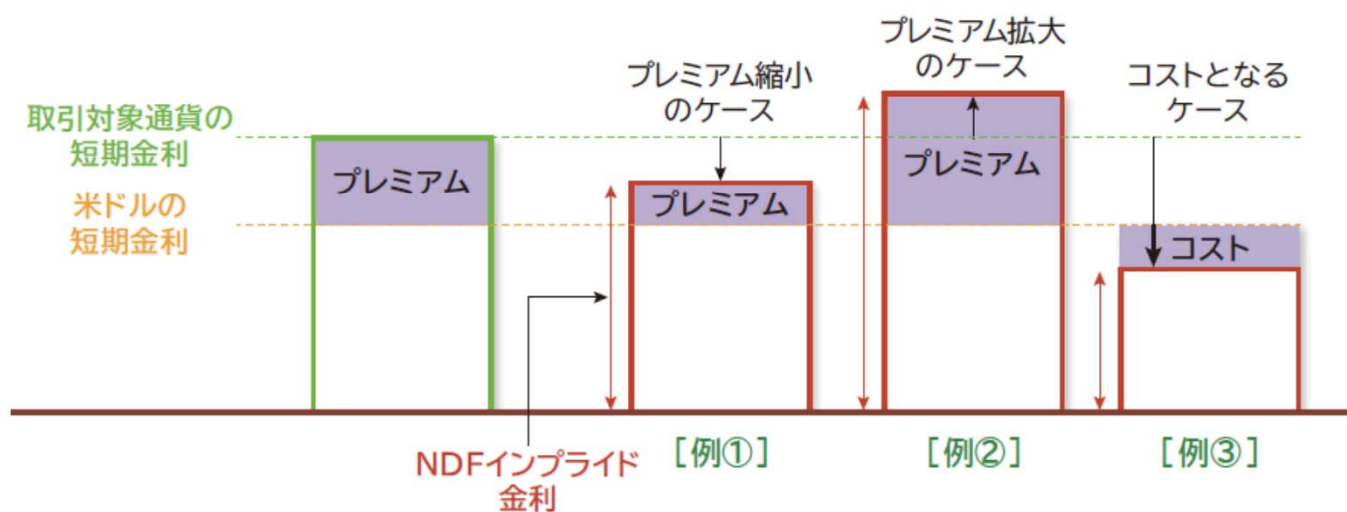 プレミアム縮小
のケース
プレミアム拡大
のケース
コストとなる
ケース
取引対象通貨の
短期金利
米ドルの
短期金利
プレミアム
プレミアム
プレミアム
コスト
NDFインプライド
金利
［例①］
［例②］
［例③］